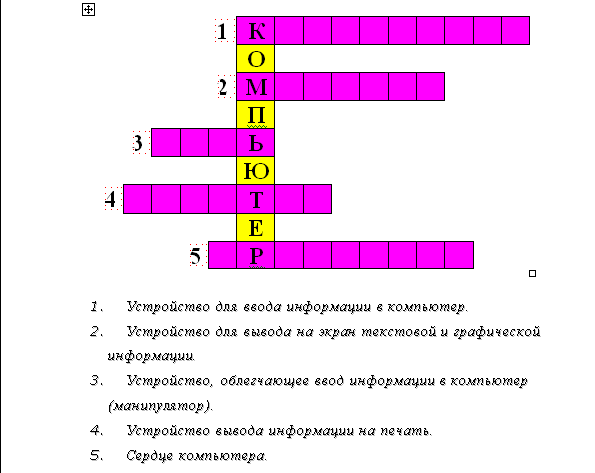 1 К
О
2 М
П
3 Ь
Ю
4 Т
Е
5 Р
1. Устройство для ввода информации в компьютер.
2. Устройство для вывода на экран текстовой и графической
информации.
3. Устройство, облегчающее ввод информации в компьютер
(манипулятор).
4. Устройство вывода информации на печать.
5. Сердце компьютера.